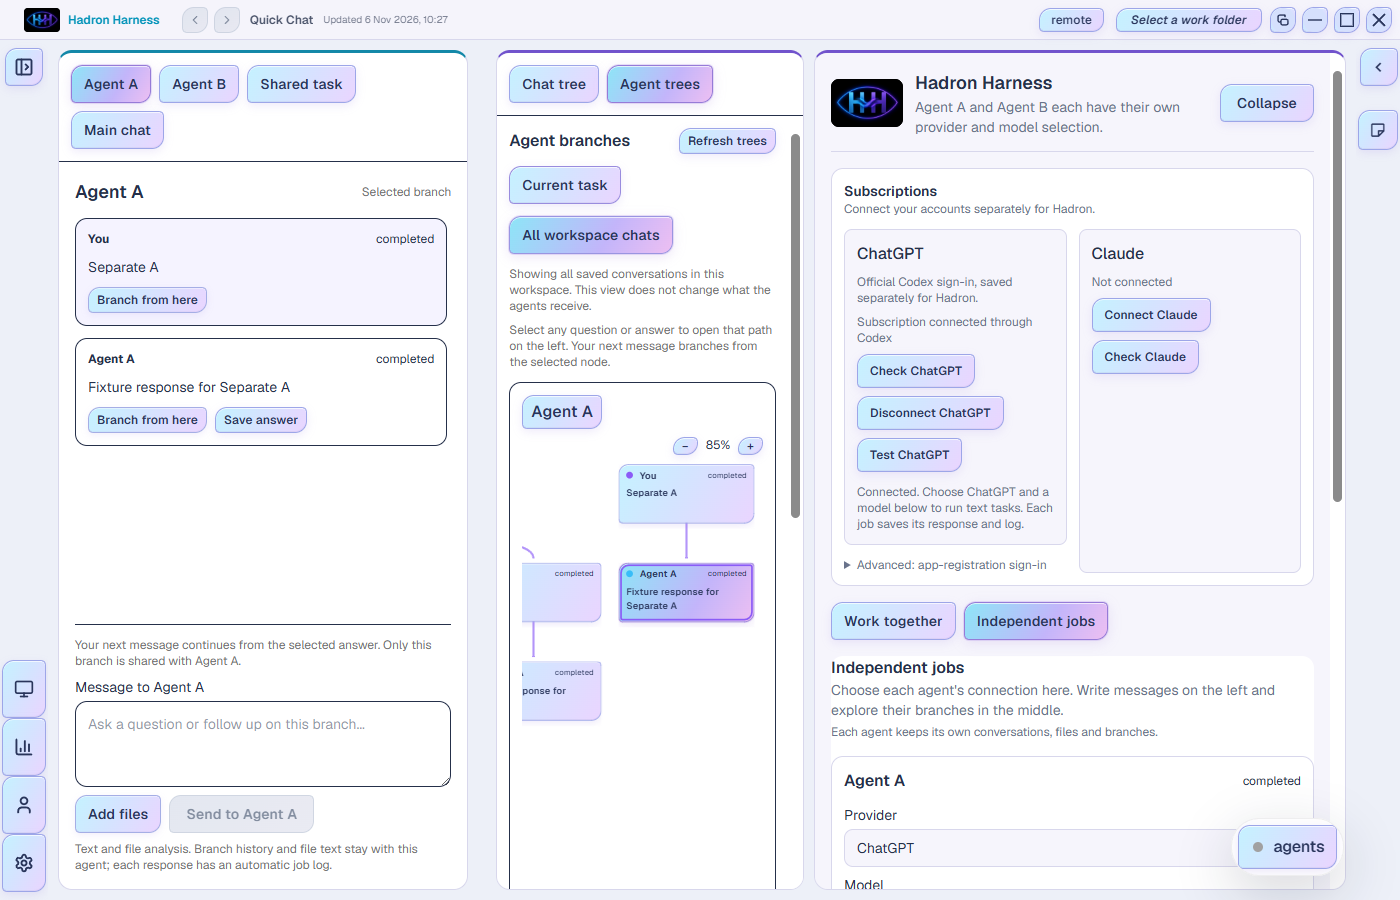 Hadron Harness
Quick Chat
Updated 6 Nov 2026, 10:27
remote
Select a work folder
Agent A
Agent B
Shared task
Main chat
Agent A
Selected branch
You
completed
Separate A
Branch from here
Agent A
completed
Fixture response for Separate A
Branch from here
Save answer
Your next message continues from the selected answer. Only this
branch is shared with Agent A.
Message to Agent A
Ask a question or follow up on this branch...
Add files
Send to Agent A
Text and file analysis. Branch history and file text stay with this
agent; each response has an automatic job log.
Chat tree
Agent trees
Agent branches
Refresh trees
Current task
All workspace chats
Showing all saved conversations in this
workspace. This view does not change what the
agents receive.
Select any question or answer to open that path
on the left. Your next message branches from
the selected node.
Agent A
−
85%
+
You
completed
Separate A
completed
Agent A
completed
Fixture response for
Separate A
completed
ponse for
Hadron Harness
Agent A and Agent B each have their own
provider and model selection.
Collapse
Subscriptions
Connect your accounts separately for Hadron.
ChatGPT
Official Codex sign-in, saved
separately for Hadron.
Subscription connected through
Codex
Check ChatGPT
Disconnect ChatGPT
Test ChatGPT
Connected. Choose ChatGPT and a
model below to run text tasks. Each
job saves its response and log.
Advanced: app-registration sign-in
Claude
Not connected
Connect Claude
Check Claude
Work together
Independent jobs
Independent jobs
Choose each agent's connection here. Write messages on the left and
explore their branches in the middle.
Each agent keeps its own conversations, files and branches.
Agent A
completed
Provider
ChatGPT
Model
agents